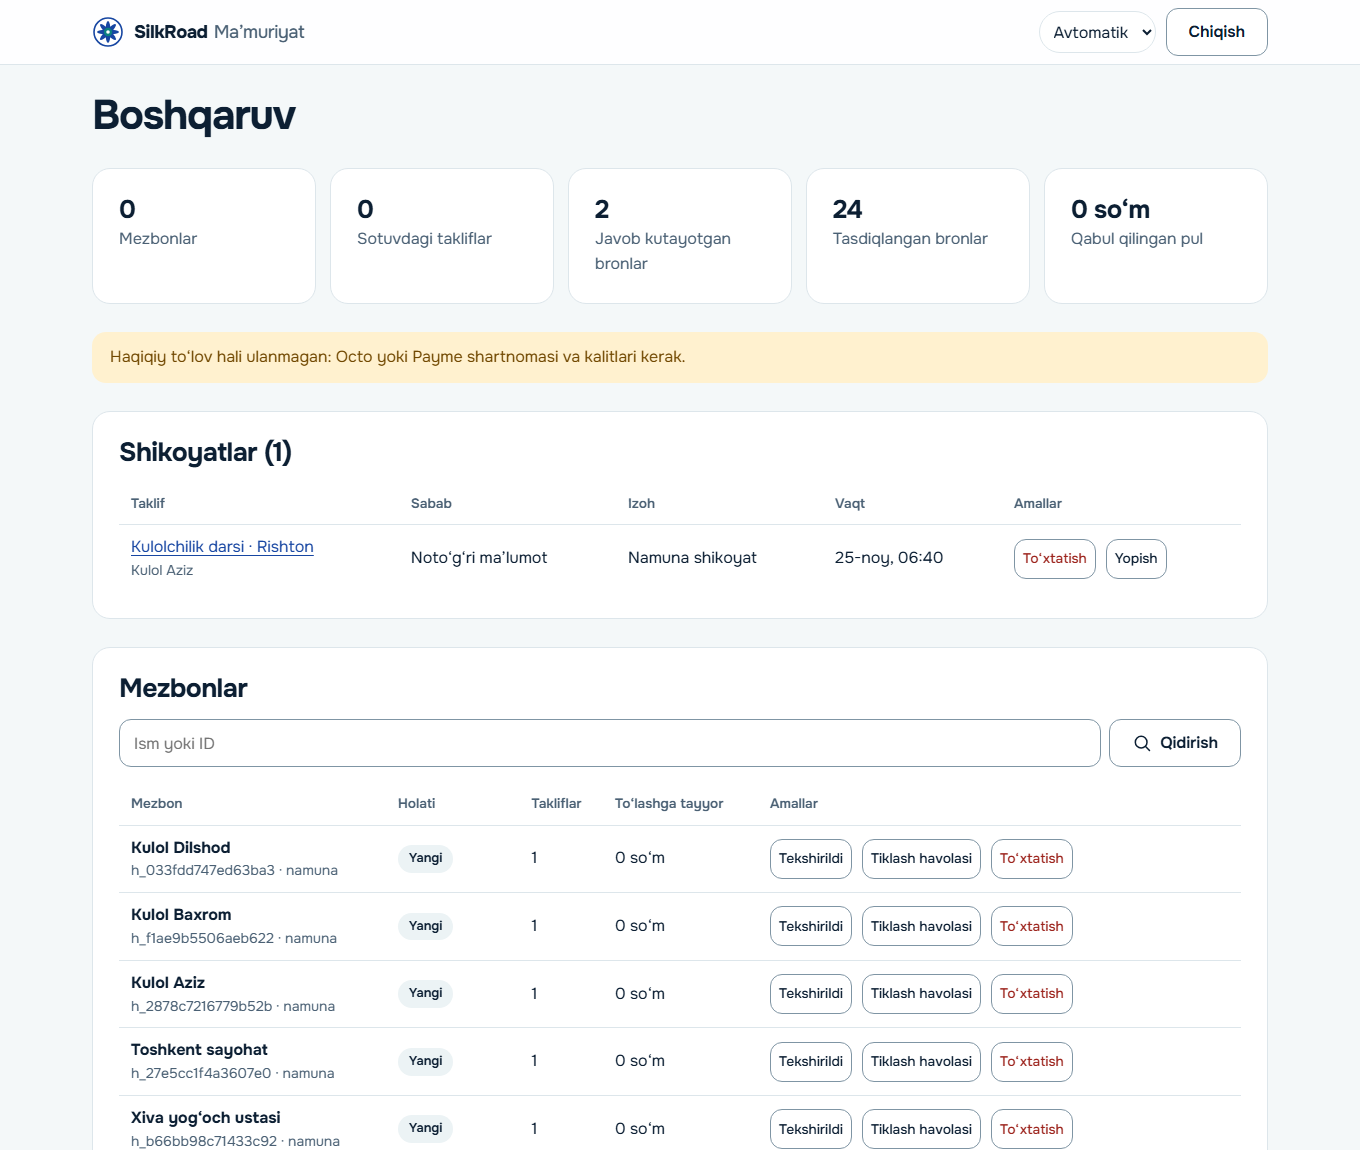 SilkRoad Ma’muriyat
Avtomatik
Chiqish
Boshqaruv
0
Mezbonlar
0
Sotuvdagi takliflar
2
Javob kutayotgan
bronlar
24
Tasdiqlangan bronlar
0 so‘m
Qabul qilingan pul
Haqiqiy to‘lov hali ulanmagan: Octo yoki Payme shartnomasi va kalitlari kerak.
Shikoyatlar (1)
Taklif Sabab Izoh Vaqt Amallar
Kulolchilik darsi · Rishton
Kulol Aziz
Noto‘g‘ri ma’lumot Namuna shikoyat 25-noy, 06:40 To‘xtatish Yopish
Mezbonlar
Ism yoki ID
Qidirish
Mezbon Holati Takliflar To‘lashga tayyor Amallar
Kulol Dilshod
h_033fdd747ed63ba3 · namuna
Yangi 1 0 so‘m Tekshirildi Tiklash havolasi To‘xtatish
Kulol Baxrom
h_f1ae9b5506aeb622 · namuna
Yangi 1 0 so‘m Tekshirildi Tiklash havolasi To‘xtatish
Kulol Aziz
h_2878c7216779b52b · namuna
Yangi 1 0 so‘m Tekshirildi Tiklash havolasi To‘xtatish
Toshkent sayohat
h_27e5cc1f4a3607e0 · namuna
Yangi 1 0 so‘m Tekshirildi Tiklash havolasi To‘xtatish
Xiva yog‘och ustasi
h_b66bb98c71433c92 · namuna
Yangi 1 0 so‘m Tekshirildi Tiklash havolasi To‘xtatish